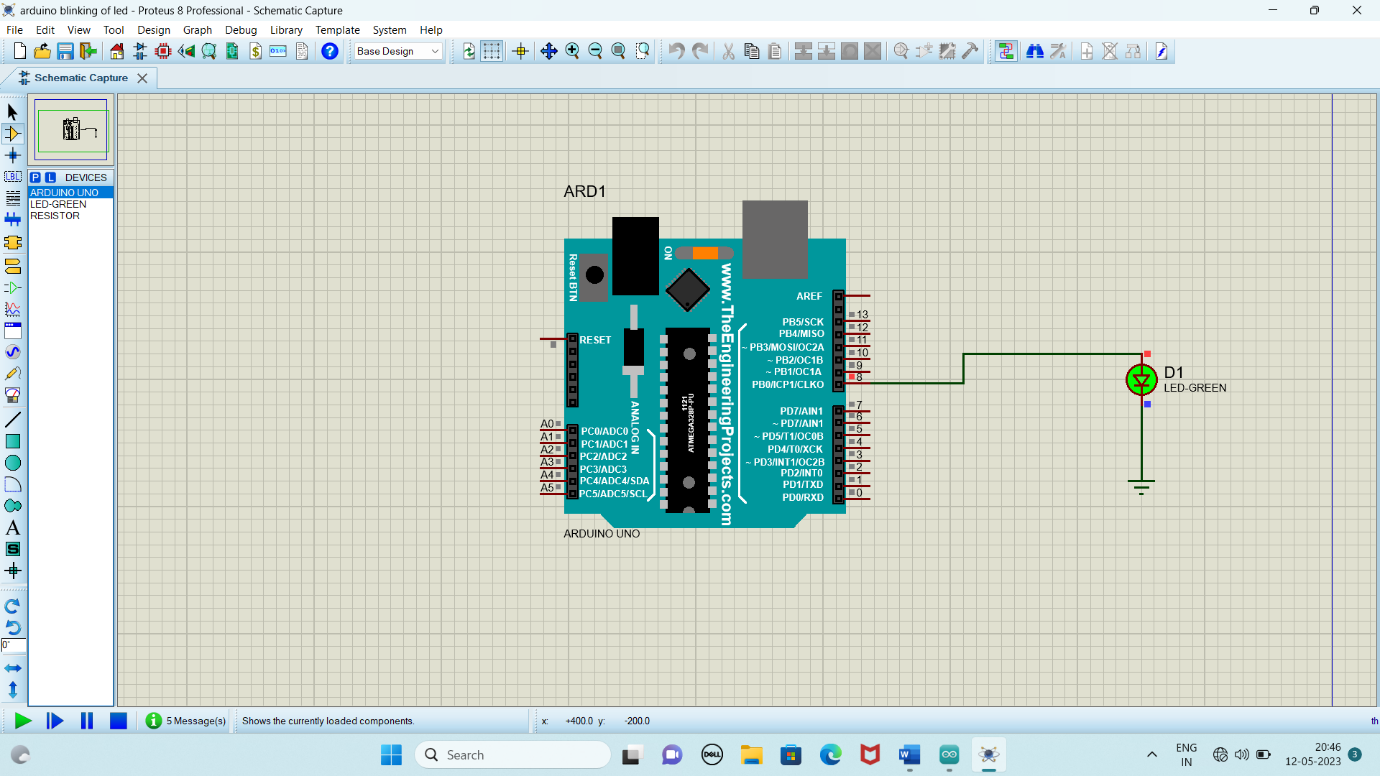 arduino blinking of led - Proteus 8 Professional - Schematic Capture
File Edit View Tool Design Graph Debug Library Template System Help
Base Design
Schematic Capture
P L DEVICES
ARDUINO UNO
LED-GREEN
RESISTOR
LBL
A
S
0°
ARD1
Reset BTN
ON
www.TheEngineeringProjects.com
AREF
PB5/SCK 13
PB4/MISO 12
~ PB3/MOSI/OC2A 11
~ PB2/OC1B 10
~ PB1/OC1A 9
PB0/ICP1/CLKO 8
RESET
ANALOG IN
1121
ATMEGA328P-PU
PD7/AIN1 7
~ PD7/AIN1 6
~ PD5/T1/OC0B 5
PD4/T0/XCK 4
~ PD3/INT1/OC2B 3
PD2/INT0 2
PD1/TXD 1
PD0/RXD 0
A0 PC0/ADC0
A1 PC1/ADC1
A2 PC2/ADC2
A3 PC3/ADC3
A4 PC4/ADC4/SDA
A5 PC5/ADC5/SCL
ARDUINO UNO
D1
LED-GREEN
5 Message(s) Shows the currently loaded components. x: +400.0 y: -200.0 th
Search
DELL
W
ENG
IN
20:46
12-05-2023
3